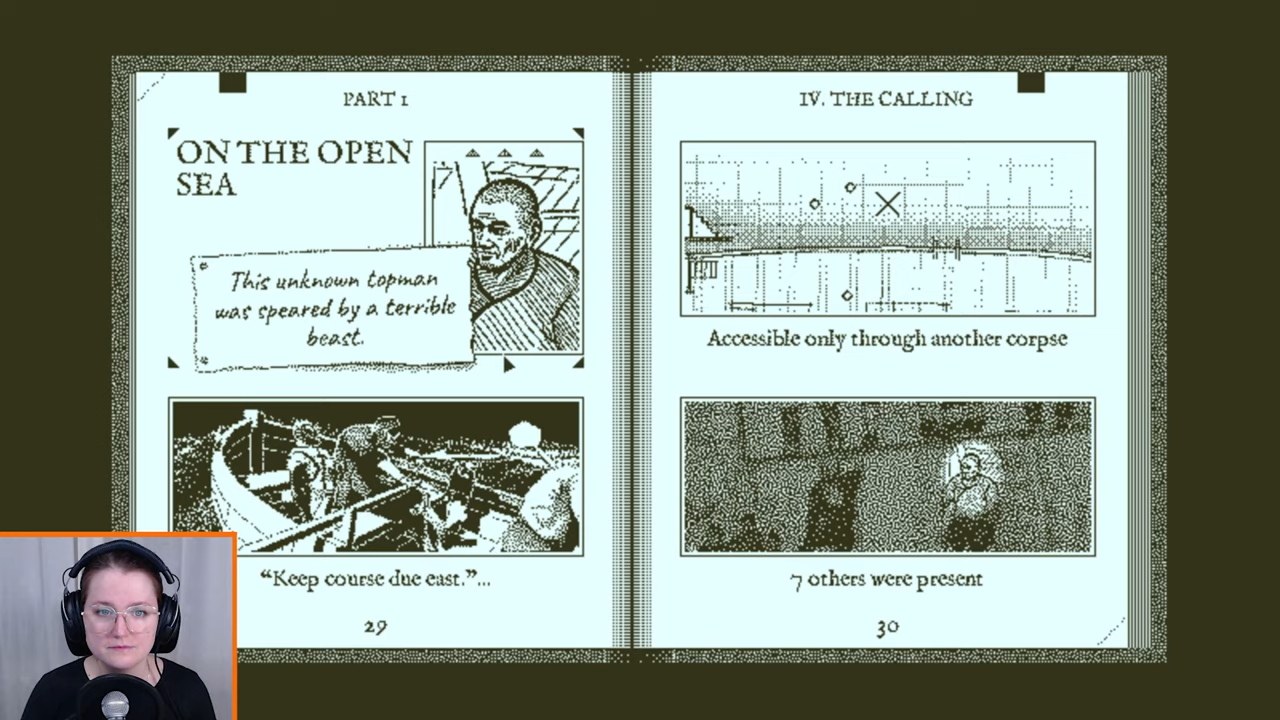 PART 1
ON THE OPEN
SEA
This unknown topman
was speared by a terrible
beast.
"Keep course due east."...
29
IV. THE CALLING
Accessible only through another corpse
7 others were present
30